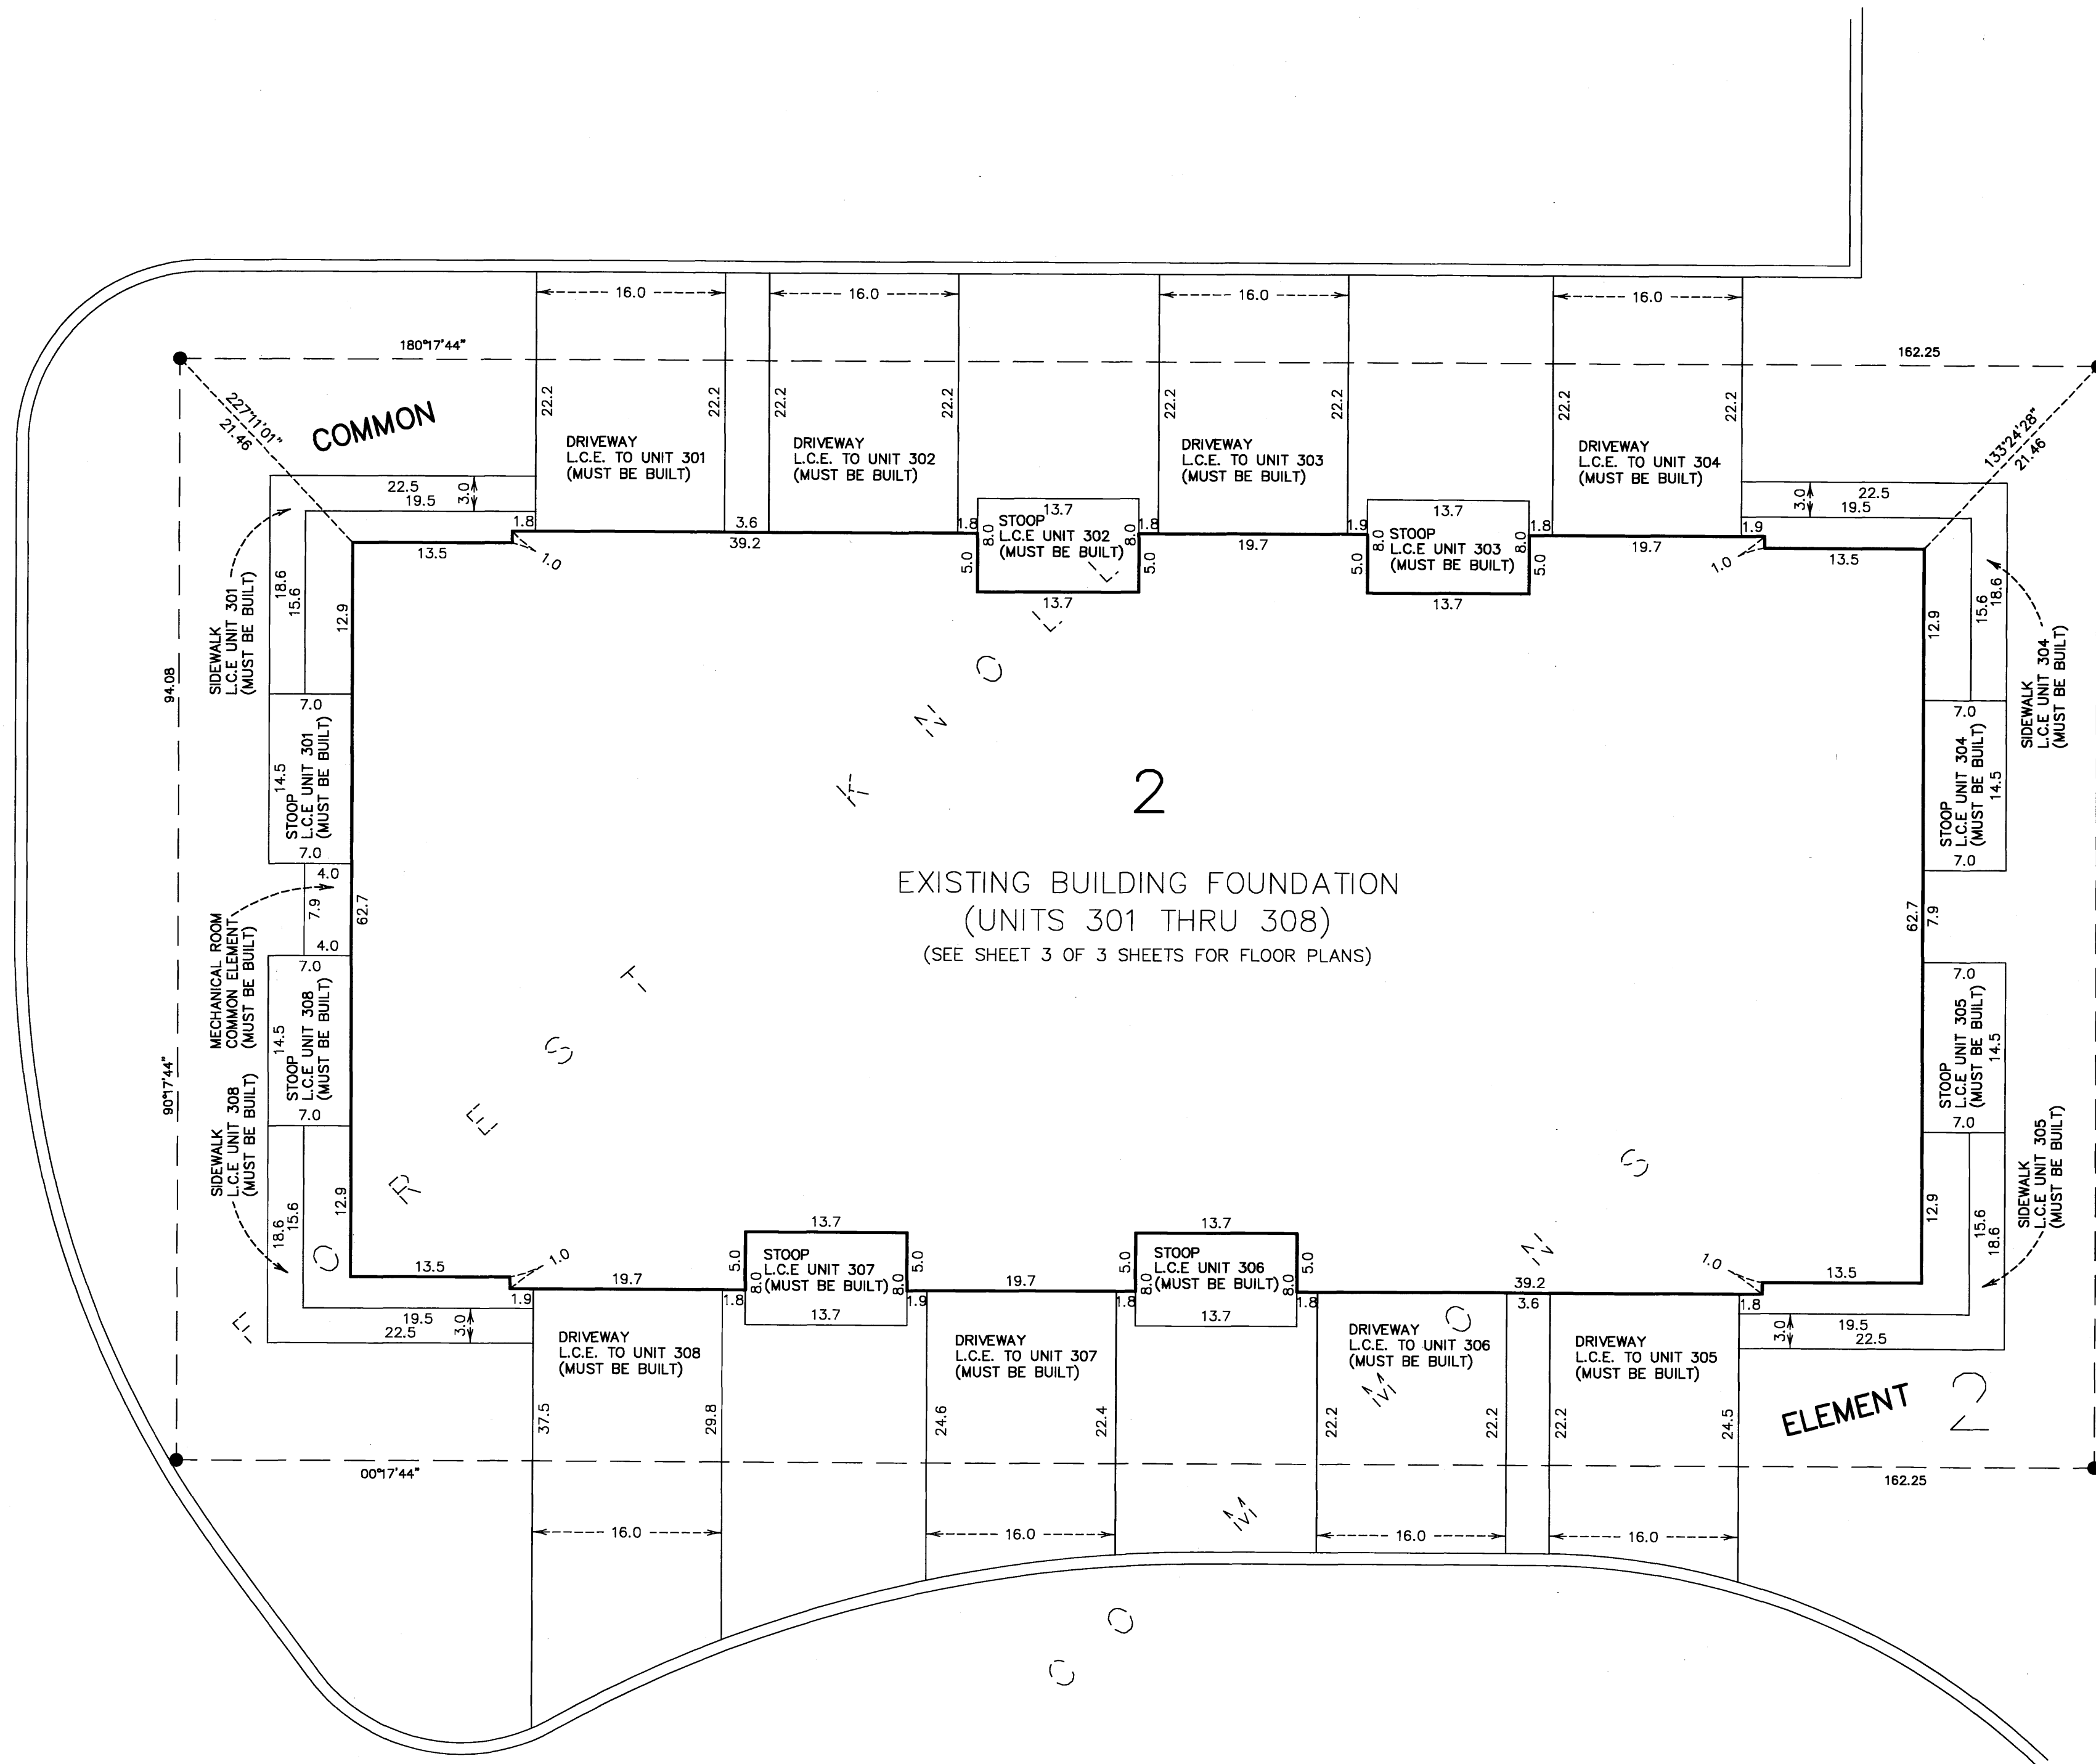 16.0
16.0
16.0
16.0
180°17'44"
162.25
227°11'01"
21.46
COMMON
22.2
22.2
22.2
22.2
22.2
22.2
22.2
22.2
133°24'28"
21.46
DRIVEWAY
L.C.E. TO UNIT 301
(MUST BE BUILT)
DRIVEWAY
L.C.E. TO UNIT 302
(MUST BE BUILT)
DRIVEWAY
L.C.E. TO UNIT 303
(MUST BE BUILT)
DRIVEWAY
L.C.E. TO UNIT 304
(MUST BE BUILT)
22.5
19.5
3.0
3.0
22.5
19.5
1.8
3.6
39.2
1.8
13.7
STOOP
L.C.E UNIT 302
(MUST BE BUILT)
8.0
8.0
1.8
19.7
1.9
13.7
STOOP
L.C.E UNIT 303
(MUST BE BUILT)
8.0
8.0
1.8
19.7
1.9
13.5
1.0
5.0
5.0
13.7
5.0
5.0
13.7
1.0
13.5
SIDEWALK
L.C.E UNIT 301
(MUST BE BUILT)
18.6
15.6
12.9
12.9
15.6
18.6
SIDEWALK
L.C.E UNIT 304
(MUST BE BUILT)
94.08
7.0
14.5
STOOP
L.C.E UNIT 301
(MUST BE BUILT)
7.0
7.0
STOOP
L.C.E UNIT 304
(MUST BE BUILT)
14.5
7.0
2
EXISTING BUILDING FOUNDATION
(UNITS 301 THRU 308)
(SEE SHEET 3 OF 3 SHEETS FOR FLOOR PLANS)
MECHANICAL ROOM
COMMON ELEMENT
(MUST BE BUILT)
4.0
7.9
4.0
62.7
62.7
7.9
90°17'44"
7.0
14.5
STOOP
L.C.E UNIT 308
(MUST BE BUILT)
7.0
7.0
STOOP
L.C.E UNIT 305
(MUST BE BUILT)
14.5
7.0
SIDEWALK
L.C.E UNIT 308
(MUST BE BUILT)
18.6
15.6
12.9
12.9
15.6
18.6
SIDEWALK
L.C.E UNIT 305
(MUST BE BUILT)
FOREST KNOLL
COMMONS
13.5
1.0
19.7
5.0
13.7
STOOP
L.C.E UNIT 307
(MUST BE BUILT)
8.0
8.0
13.7
5.0
19.7
5.0
13.7
STOOP
L.C.E UNIT 306
(MUST BE BUILT)
8.0
8.0
13.7
5.0
39.2
3.6
1.0
13.5
1.9
1.8
1.9
1.8
1.8
1.8
19.5
22.5
3.0
3.0
19.5
22.5
DRIVEWAY
L.C.E. TO UNIT 308
(MUST BE BUILT)
DRIVEWAY
L.C.E. TO UNIT 307
(MUST BE BUILT)
DRIVEWAY
L.C.E. TO UNIT 306
(MUST BE BUILT)
DRIVEWAY
L.C.E. TO UNIT 305
(MUST BE BUILT)
37.5
29.8
24.6
22.4
22.2
22.2
22.2
24.5
ELEMENT
2
00°17'44"
162.25
16.0
16.0
16.0
16.0